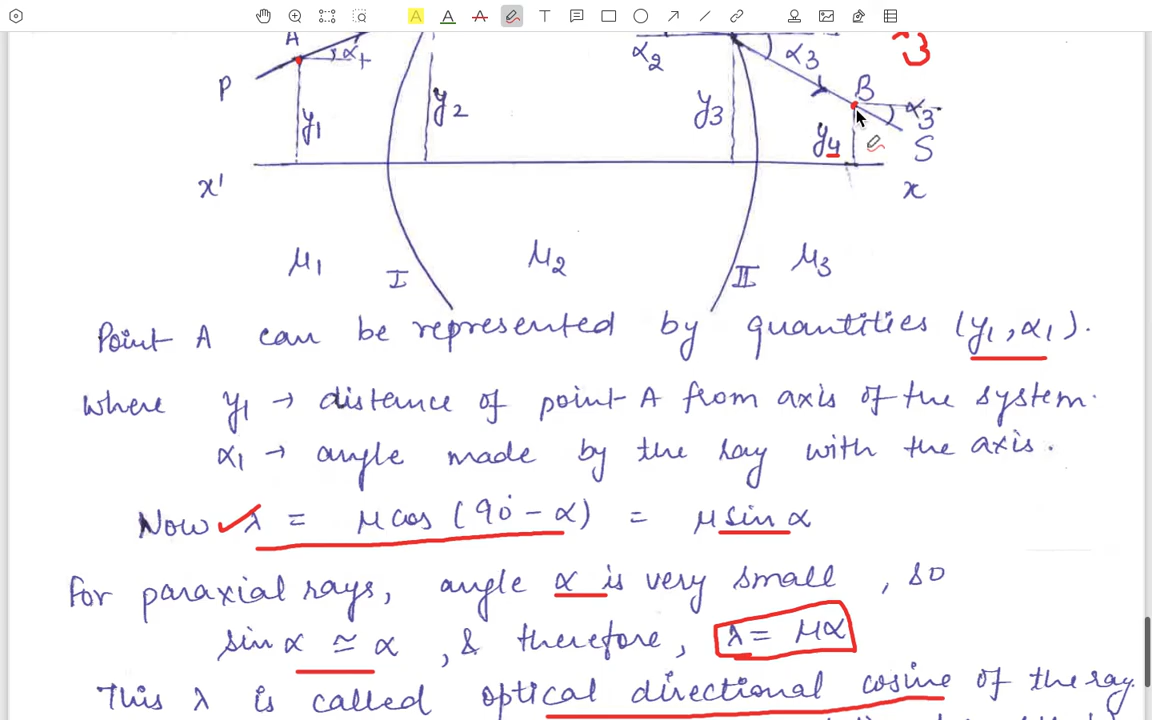 A α1 α2 α3 B α3 3
P y1 y2 y3 y4 S
x' x
μ1 I μ2 II μ3
Point A can be represented by quantities (y1, α1).
where y1 → distance of point A from axis of the system.
α1 → angle made by the ray with the axis.
Now λ = μ cos (90 - α) = μ sin α
for paraxial rays, angle α is very small, so
sin α ≃ α, & therefore, λ = μα
This λ is called optical directional cosine of the ray.